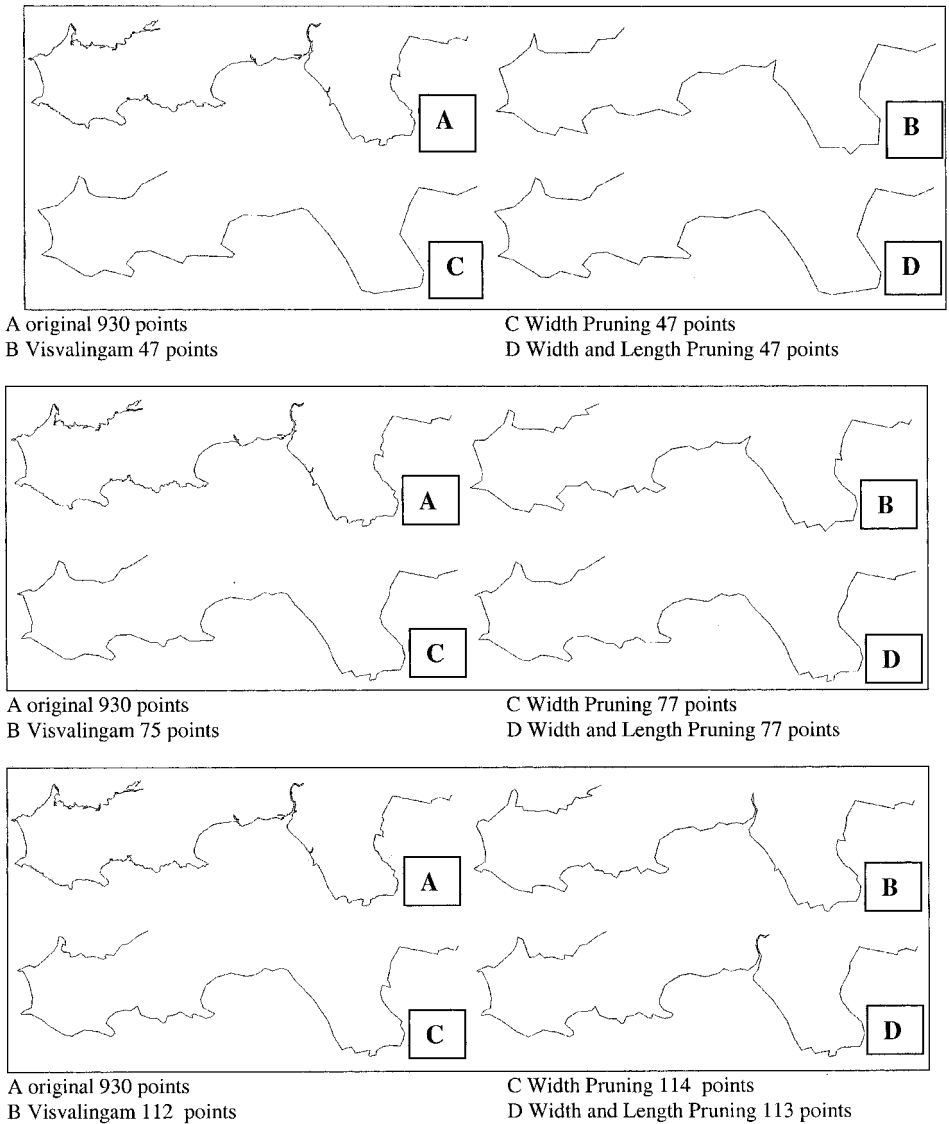 A
B
C
D
A original 930 points
C Width Pruning 47 points
B Visvalingam 47 points
D Width and Length Pruning 47 points
A
B
C
D
A original 930 points
C Width Pruning 77 points
B Visvalingam 75 points
D Width and Length Pruning 77 points
A
B
C
D
A original 930 points
C Width Pruning 114 points
B Visvalingam 112 points
D Width and Length Pruning 113 points